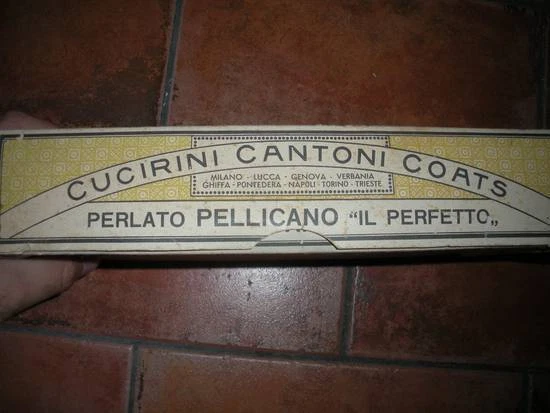 CUCIRINI CANTONI COATS
MILANO - LUCCA - GENOVA - VERBANIA
GHIFFA - PONTEDERA - NAPOLI - TORINO - TRIESTE
PERLATO PELLICANO "IL PERFETTO„